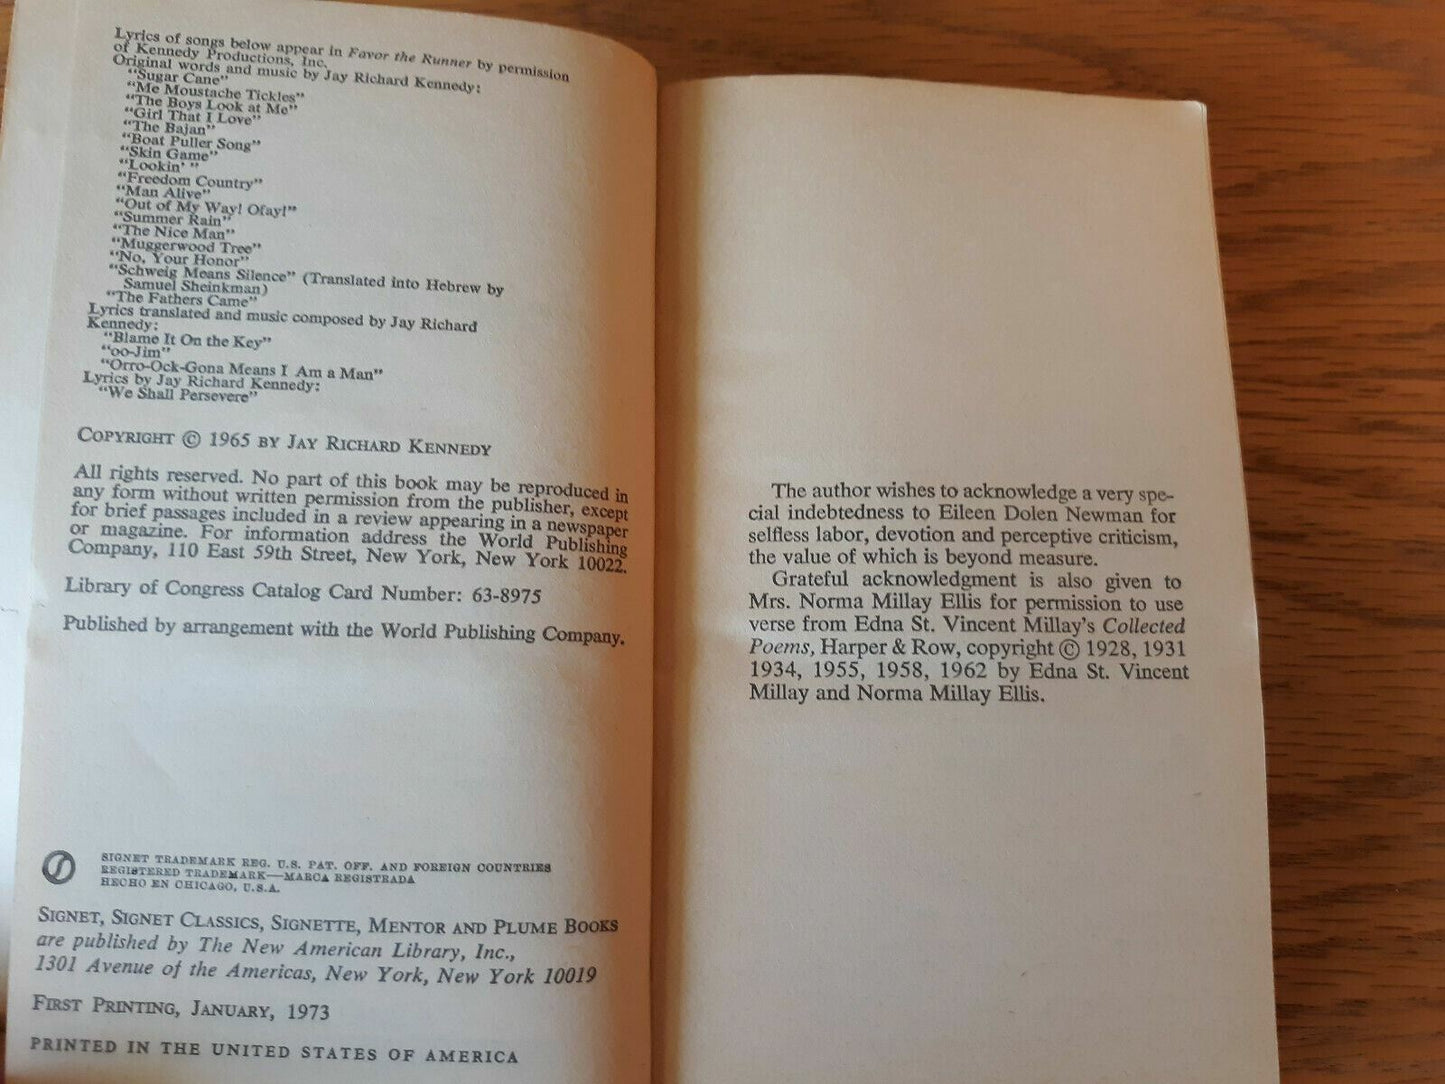 Lyrics of songs below appear in Favor the Runner by permission
of Kennedy Productions, Inc.
Original words and music by Jay Richard Kennedy:
"Sugar Cane"
"Me Moustache Tickles"
"The Boys Look at Me"
"Girl That I Love"
"The Bajan"
"Boat Puller Song"
"Skin Game"
"Lookin' "
"Freedom Country"
"Man Alive"
"Out of My Way! Ofay!"
"Summer Rain"
"The Nice Man"
"Muggerwood Tree"
"No, Your Honor"
"Schweig Means Silence" (Translated into Hebrew by
Samuel Sheinkman)
"The Fathers Came"
Lyrics translated and music composed by Jay Richard
Kennedy:
"Blame It On the Key"
"oo-Jim"
"Orro-Ock-Gona Means I Am a Man"
Lyrics by Jay Richard Kennedy:
"We Shall Persevere"
COPYRIGHT © 1965 BY JAY RICHARD KENNEDY
All rights reserved. No part of this book may be reproduced in
any form without written permission from the publisher, except
for brief passages included in a review appearing in a newspaper
or magazine. For information address the World Publishing
Company, 110 East 59th Street, New York, New York 10022.
Library of Congress Catalog Card Number: 63-8975
Published by arrangement with the World Publishing Company.
SIGNET TRADEMARK REG. U.S. PAT. OFF. AND FOREIGN COUNTRIES
REGISTERED TRADEMARK—MARCA REGISTRADA
HECHO EN CHICAGO, U.S.A.
SIGNET, SIGNET CLASSICS, SIGNETTE, MENTOR AND PLUME BOOKS
are published by The New American Library, Inc.,
1301 Avenue of the Americas, New York, New York 10019
FIRST PRINTING, JANUARY, 1973
PRINTED IN THE UNITED STATES OF AMERICA
The author wishes to acknowledge a very spe-
cial indebtedness to Eileen Dolen Newman for
selfless labor, devotion and perceptive criticism,
the value of which is beyond measure.
Grateful acknowledgment is also given to
Mrs. Norma Millay Ellis for permission to use
verse from Edna St. Vincent Millay's Collected
Poems, Harper & Row, copyright © 1928, 1931
1934, 1955, 1958, 1962 by Edna St. Vincent
Millay and Norma Millay Ellis.